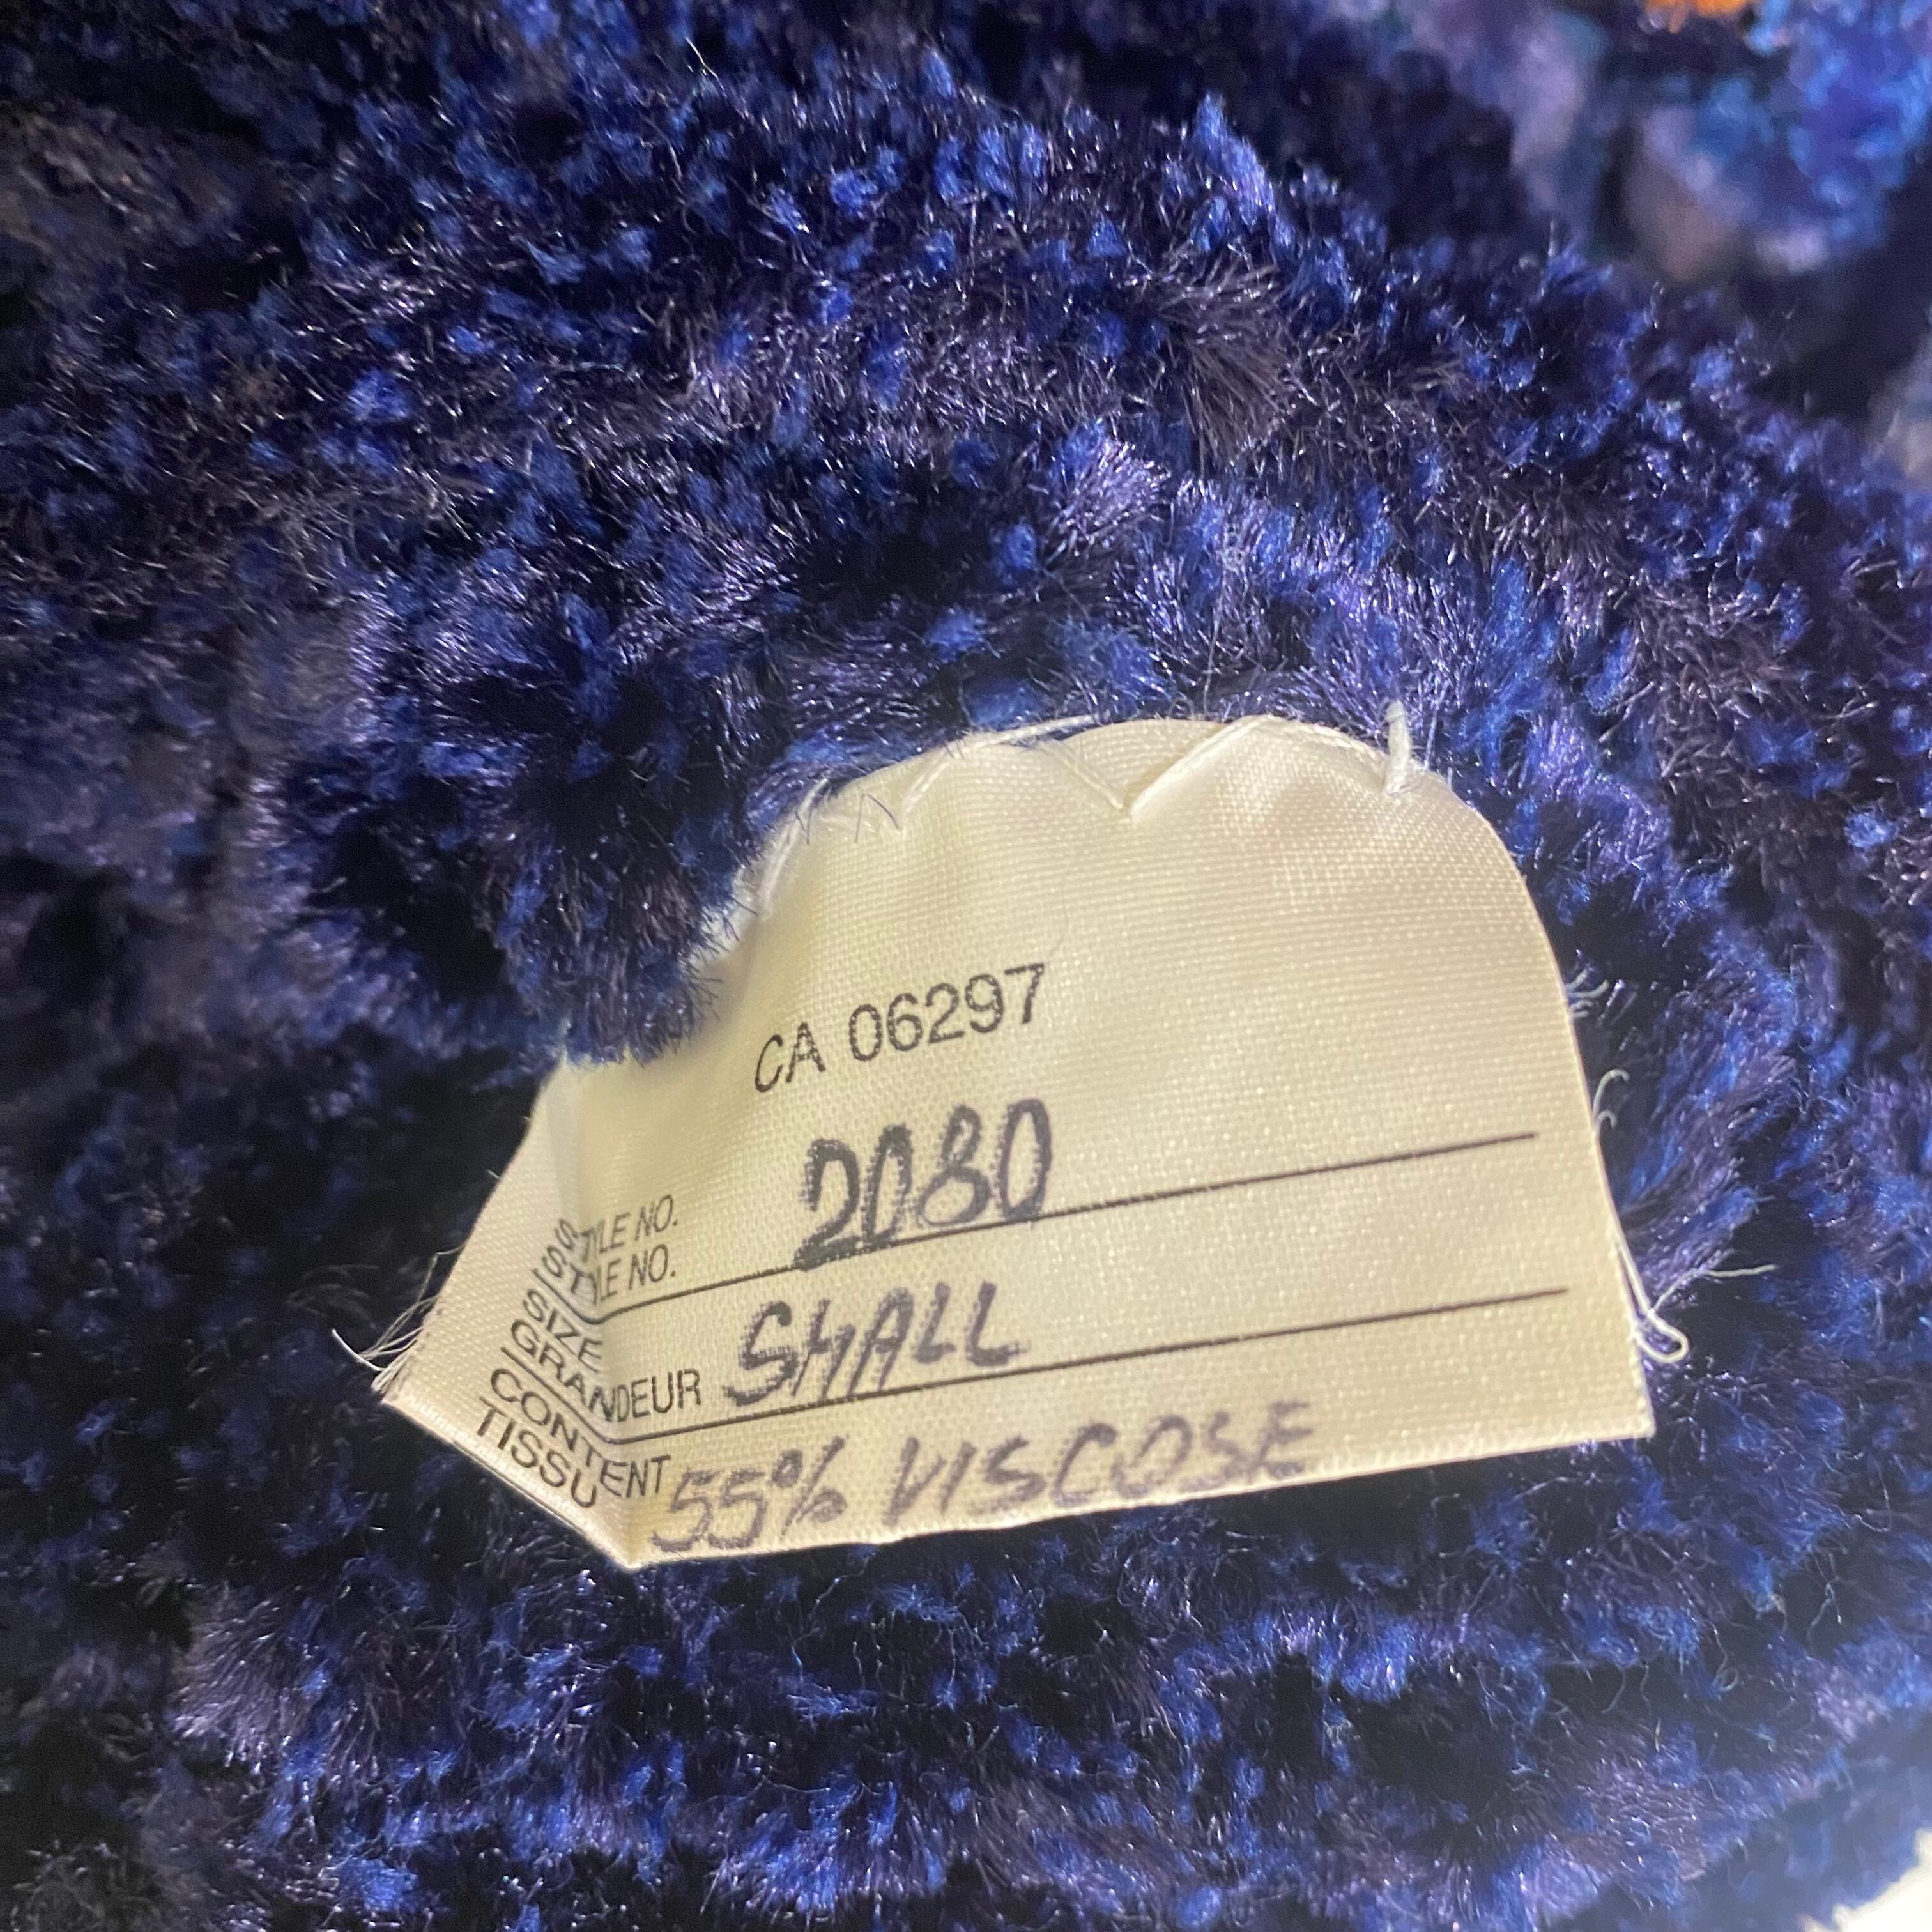 CA 06297
STYLE NO. 2080
STYLE NO.
SIZE
GRANDEUR SMALL
CONTENT 55% VISCOSE
TISSU